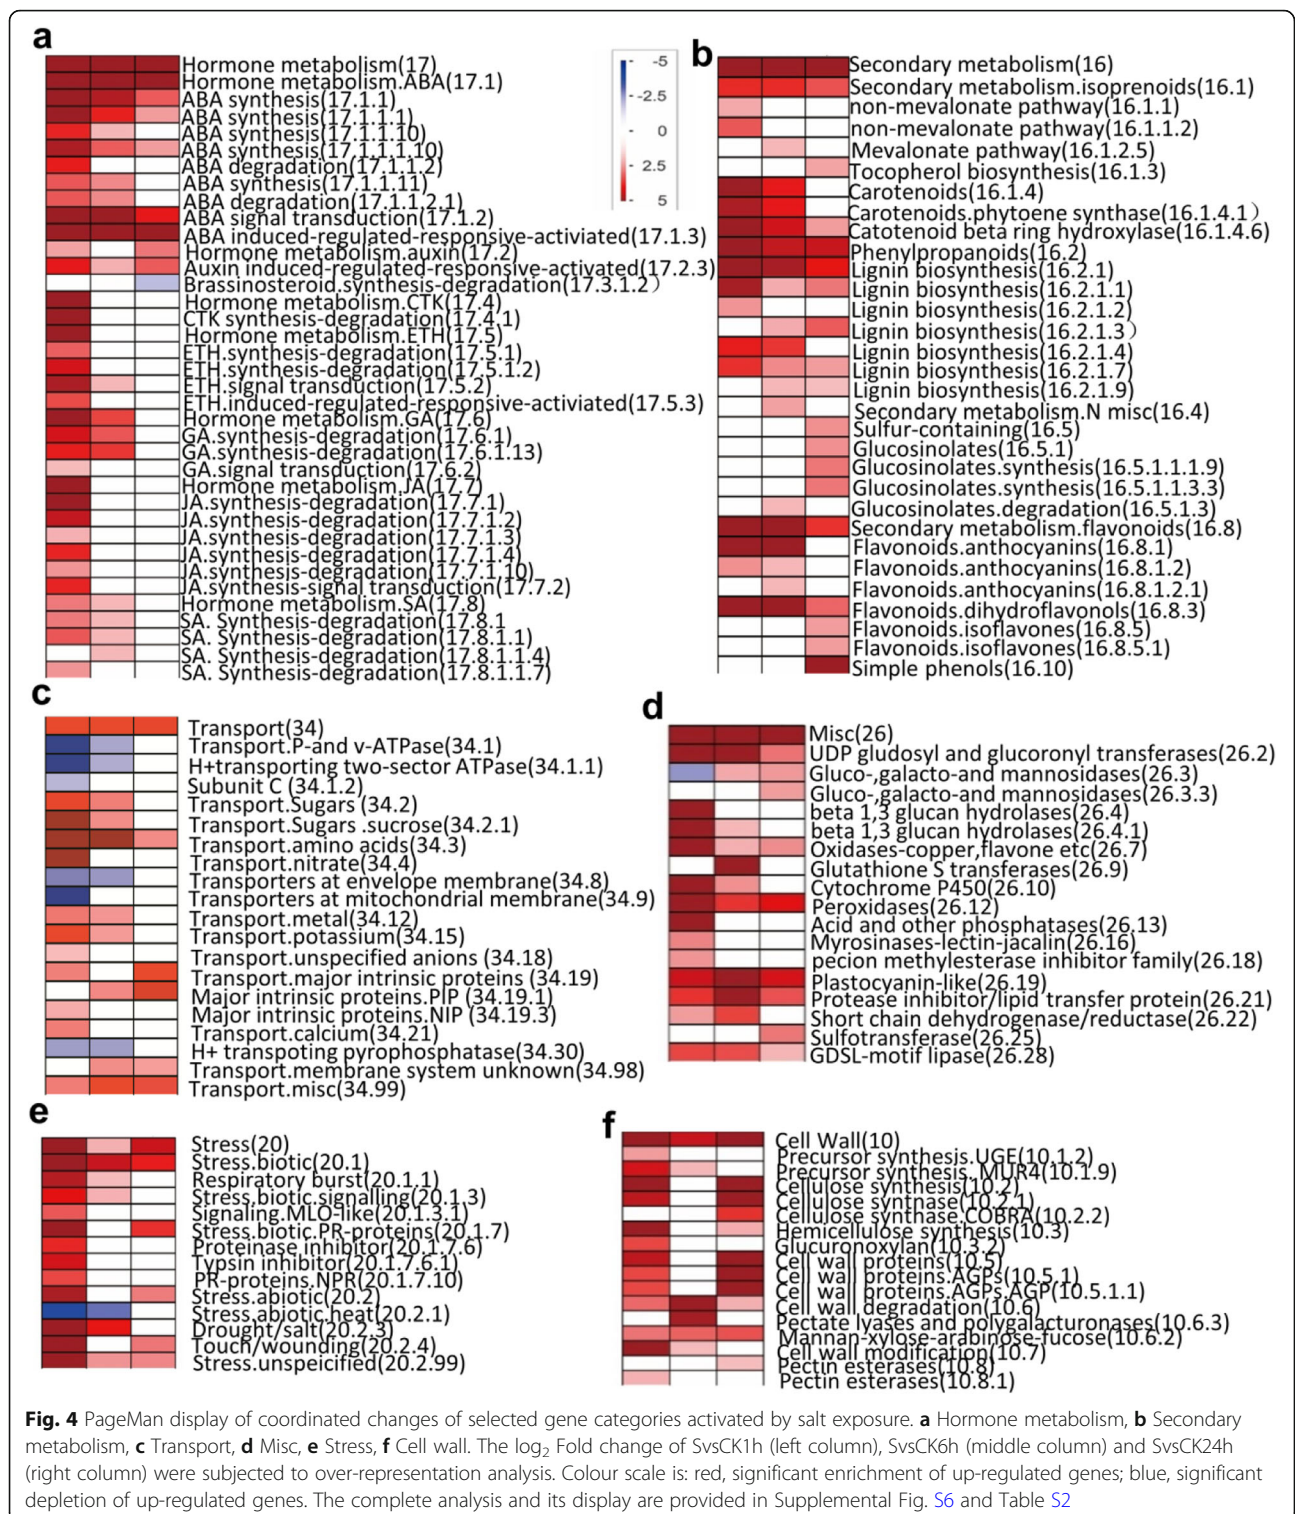 a
Hormone metabolism(17)
Hormone metabolism.ABA(17.1)
ABA synthesis(17.1.1)
ABA synthesis(17.1.1.1)
ABA synthesis(17.1.1.10)
ABA synthesis(17.1.1.1.10)
ABA degradation(17.1.1.2)
ABA synthesis(17.1.1.11)
ABA degradation(17.1.1.2.1)
ABA signal transduction(17.1.2)
ABA induced-regulated-responsive-activiated(17.1.3)
Hormone metabolism.auxin(17.2)
Auxin induced-regulated-responsive-activated(17.2.3)
Brassinosteroid.synthesis-degradation(17.3.1.2）
Hormone metabolism.CTK(17.4)
CTK synthesis-degradation(17.4.1)
Hormone metabolism.ETH(17.5)
ETH.synthesis-degradation(17.5.1)
ETH.synthesis-degradation(17.5.1.2)
ETH.signal transduction(17.5.2)
ETH.induced-regulated-responsive-activiated(17.5.3)
Hormone metabolism.GA(17.6)
GA.synthesis-degradation(17.6.1)
GA.synthesis-degradation(17.6.1.13)
GA.signal transduction(17.6.2)
Hormone metabolism.JA(17.7)
JA.synthesis-degradation(17.7.1)
JA.synthesis-degradation(17.7.1.2)
JA.synthesis-degradation(17.7.1.3)
JA.synthesis-degradation(17.7.1.4)
JA.synthesis-degradation(17.7.1.10)
JA.synthesis-signal transduction(17.7.2)
Hormone metabolism.SA(17.8)
SA. Synthesis-degradation(17.8.1
SA. Synthesis-degradation(17.8.1.1)
SA. Synthesis-degradation(17.8.1.1.4)
SA. Synthesis-degradation(17.8.1.1.7)
-5
-2.5
0
2.5
5
b
Secondary metabolism(16)
Secondary metabolism.isoprenoids(16.1)
non-mevalonate pathway(16.1.1)
non-mevalonate pathway(16.1.1.2)
Mevalonate pathway(16.1.2.5)
Tocopherol biosynthesis(16.1.3)
Carotenoids(16.1.4)
Carotenoids.phytoene synthase(16.1.4.1）
Catotenoid beta ring hydroxylase(16.1.4.6)
Phenylpropanoids(16.2)
Lignin biosynthesis(16.2.1)
Lignin biosynthesis(16.2.1.1)
Lignin biosynthesis(16.2.1.2)
Lignin biosynthesis(16.2.1.3）
Lignin biosynthesis(16.2.1.4)
Lignin biosynthesis(16.2.1.7)
Lignin biosynthesis(16.2.1.9)
Secondary metabolism.N misc(16.4)
Sulfur-containing(16.5)
Glucosinolates(16.5.1)
Glucosinolates.synthesis(16.5.1.1.1.9)
Glucosinolates.synthesis(16.5.1.1.3.3)
Glucosinolates.degradation(16.5.1.3)
Secondary metabolism.flavonoids(16.8)
Flavonoids.anthocyanins(16.8.1)
Flavonoids.anthocyanins(16.8.1.2)
Flavonoids.anthocyanins(16.8.1.2.1)
Flavonoids.dihydroflavonols(16.8.3)
Flavonoids.isoflavones(16.8.5)
Flavonoids.isoflavones(16.8.5.1)
Simple phenols(16.10)
c
Transport(34)
Transport.P-and v-ATPase(34.1)
H+transporting two-sector ATPase(34.1.1)
Subunit C (34.1.2)
Transport.Sugars (34.2)
Transport.Sugars .sucrose(34.2.1)
Transport.amino acids(34.3)
Transport.nitrate(34.4)
Transporters at envelope membrane(34.8)
Transporters at mitochondrial membrane(34.9)
Transport.metal(34.12)
Transport.potassium(34.15)
Transport.unspecified anions (34.18)
Transport.major intrinsic proteins (34.19)
Major intrinsic proteins.PIP (34.19.1)
Major intrinsic proteins.NIP (34.19.3)
Transport.calcium(34.21)
H+ transpoting pyrophosphatase(34.30)
Transport.membrane system unknown(34.98)
Transport.misc(34.99)
d
Misc(26)
UDP gludosyl and glucoronyl transferases(26.2)
Gluco-,galacto-and mannosidases(26.3)
Gluco-,galacto-and mannosidases(26.3.3)
beta 1,3 glucan hydrolases(26.4)
beta 1,3 glucan hydrolases(26.4.1)
Oxidases-copper,flavone etc(26.7)
Glutathione S transferases(26.9)
Cytochrome P450(26.10)
Peroxidases(26.12)
Acid and other phosphatases(26.13)
Myrosinases-lectin-jacalin(26.16)
pecion methylesterase inhibitor family(26.18)
Plastocyanin-like(26.19)
Protease inhibitor/lipid transfer protein(26.21)
Short chain dehydrogenase/reductase(26.22)
Sulfotransferase(26.25)
GDSL-motif lipase(26.28)
e
Stress(20)
Stress.biotic(20.1)
Respiratory burst(20.1.1)
Stress.biotic.signalling(20.1.3)
Signaling.MLO-like(20.1.3.1)
Stress.biotic.PR-proteins(20.1.7)
Proteinase inhibitor(20.1.7.6)
Typsin inhibitor(20.1.7.6.1)
PR-proteins.NPR(20.1.7.10)
Stress.abiotic(20.2)
Stress.abiotic.heat(20.2.1)
Drought/salt(20.2.3)
Touch/wounding(20.2.4)
Stress.unspeicified(20.2.99)
f
Cell Wall(10)
Precursor synthesis.UGE(10.1.2)
Precursor synthesis. MUR4(10.1.9)
Cellulose synthesis(10.2)
Cellulose synthnase(10.2.1)
Cellulose synthase.COBRA(10.2.2)
Hemicellulose synthesis(10.3)
Glucuronoxylan(10.3.2)
Cell wall proteins(10.5)
Cell wall proteins.AGPs(10.5.1)
Cell wall proteins.AGPs.AGP(10.5.1.1)
Cell wall.degradation(10.6)
Pectate lyases and polygalacturonases(10.6.3)
Mannan-xylose-arabinose-fucose(10.6.2)
Cell wall modification(10.7)
Pectin esterases(10.8)
Pectin esterases(10.8.1)
Fig. 4 PageMan display of coordinated changes of selected gene categories activated by salt exposure. a Hormone metabolism, b Secondary
metabolism, c Transport, d Misc, e Stress, f Cell wall. The log2 Fold change of SvsCK1h (left column), SvsCK6h (middle column) and SvsCK24h
(right column) were subjected to over-representation analysis. Colour scale is: red, significant enrichment of up-regulated genes; blue, significant
depletion of up-regulated genes. The complete analysis and its display are provided in Supplemental Fig. S6 and Table S2